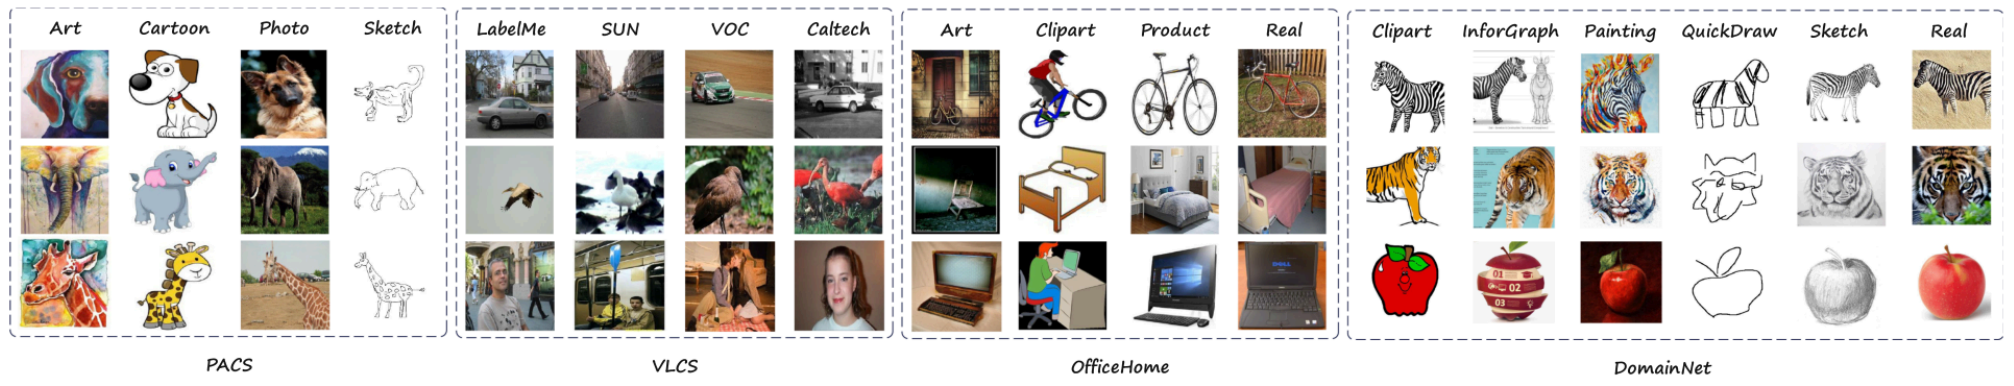 Art Cartoon Photo Sketch
LabelMe SUN VOC Caltech
Art Clipart Product Real
Clipart InforGraph Painting QuickDraw Sketch Real
DELL
01
02
03
PACS
VLCS
OfficeHome
DomainNet